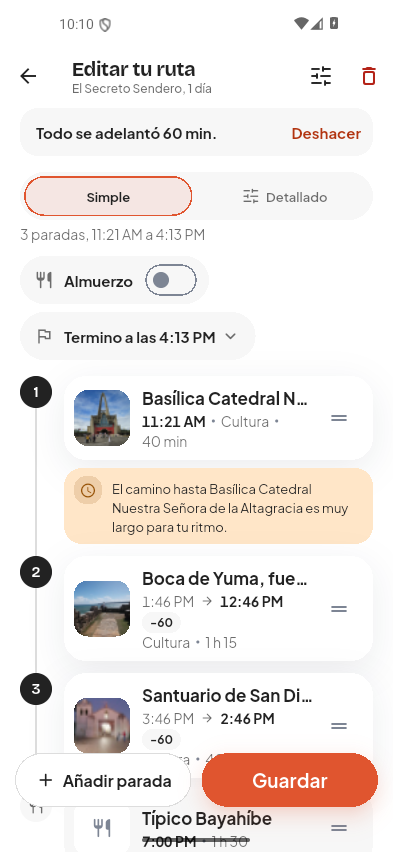 10:10
Editar tu ruta
El Secreto Sendero, 1 día
Todo se adelantó 60 min.
Deshacer
Simple
Detallado
3 paradas, 11:21 AM a 4:13 PM
Almuerzo
Termino a las 4:13 PM
1
Basílica Catedral N...
11:21 AM • Cultura •
40 min
El camino hasta Basílica Catedral
Nuestra Señora de la Altagracia es muy
largo para tu ritmo.
2
Boca de Yuma, fue...
1:46 PM → 12:46 PM
-60
Cultura • 1 h 15
3
Santuario de San Di...
3:46 PM → 2:46 PM
-60
+ Añadir parada
Guardar
Típico Bayahíbe
7:00 PM • 1 h 30